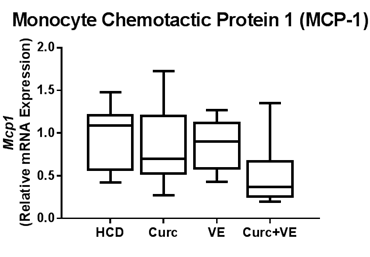 Monocyte Chemotactic Protein 1 (MCP-1)
Mcp1
(Relative mRNA Expression)
2.0
1.5
1.0
0.5
0.0
HCD Curc VE Curc+VE